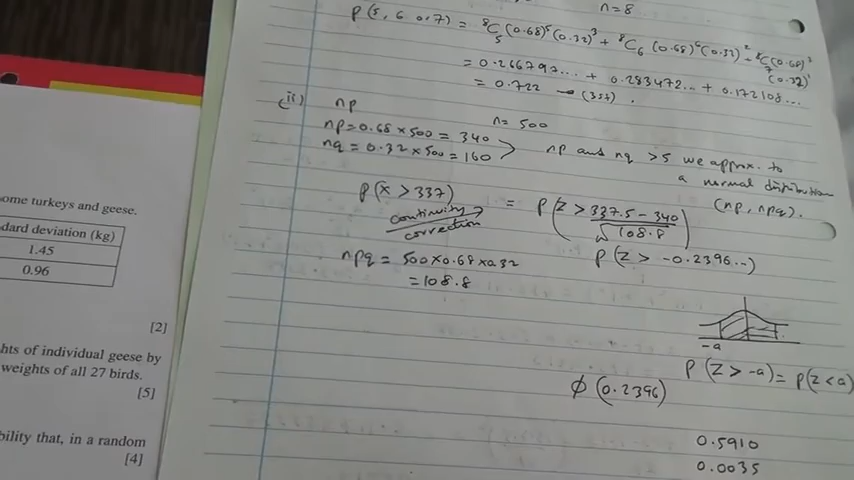 n=8
P(5, 6 or 7) = ⁸C₅ (0.68)⁵(0.32)³ + ⁸C₆ (0.68)⁶(0.32)² + ⁸C₇(0.68)⁷(0.32)¹
= 0.266797... + 0.283472... + 0.172108...
= 0.722 → (3sf).
(ii) np
n = 500
np = 0.68 × 500 = 340
nq = 0.32 × 500 = 160
np and nq >5 we approx. to
a normal distribution
(np, npq).
P(X > 337)
continuity
correction
= P(Z > 337.5 - 340 / √108.8)
npq = 500×0.68×0.32
= 108.8
P(Z > -0.2396..)
-a
P(Z > -a) = P(Z < a)
Φ(0.2396)
0.5910
0.0035
ome turkeys and geese.
dard deviation (kg)
1.45
0.96
[2]
hts of individual geese by
weights of all 27 birds.
[5]
bility that, in a random
[4]